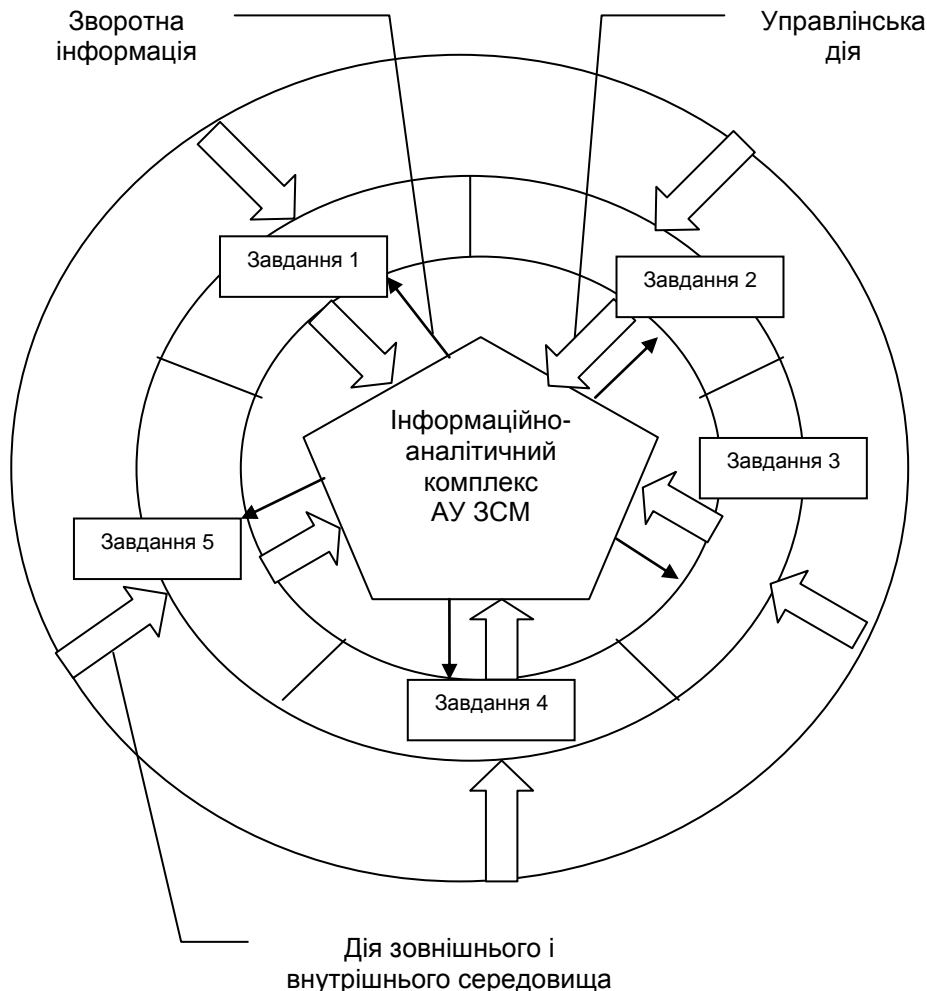 Зворотна
інформація
Управлінська
дія
Завдання 1
Завдання 2
Інформаційно-
аналітичний
комплекс
АУ ЗСМ
Завдання 3
Завдання 5
Завдання 4
Дія зовнішнього і
внутрішнього середовища